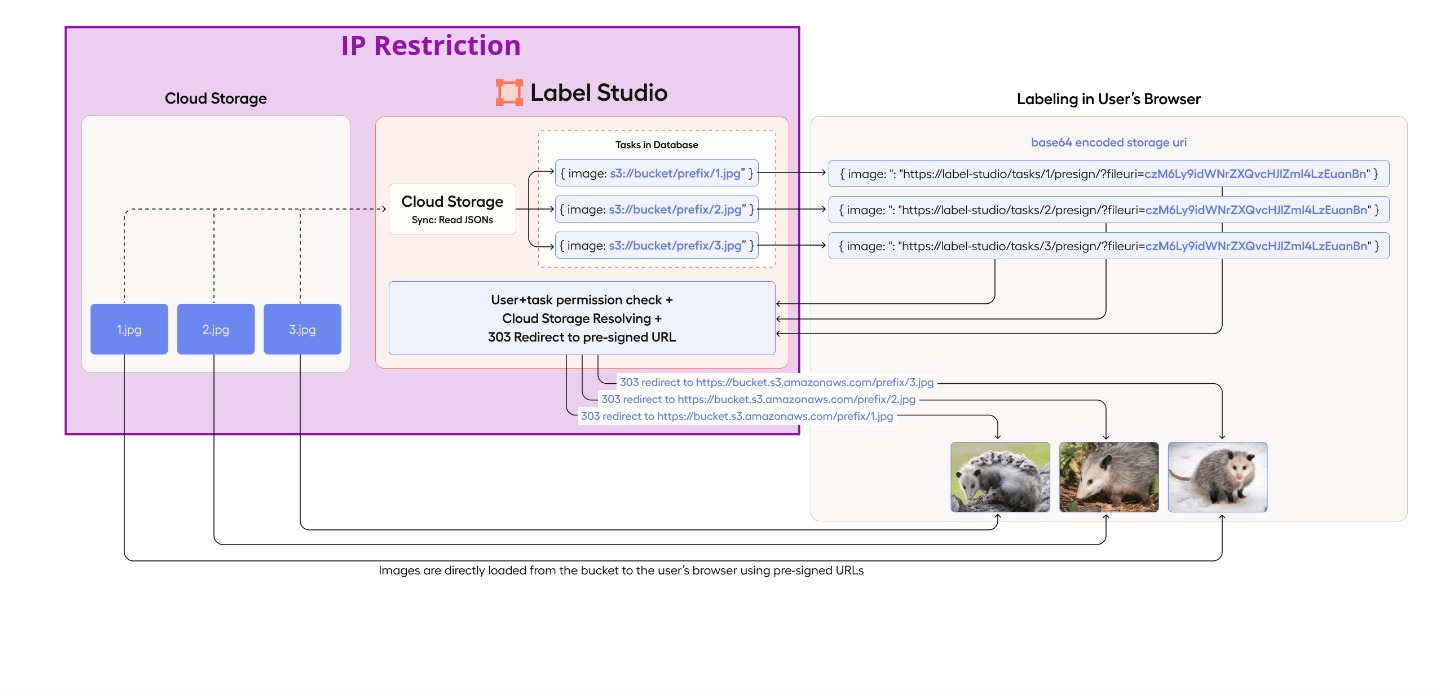 IP Restriction
Cloud Storage
Label Studio
Labeling in User's Browser
Tasks in Database
base64 encoded storage uri
{ image: s3://bucket/prefix/1.jpg" }
{ image: ": "https://label-studio/tasks/1/presign/?fileuri=czM6Ly9idWNrZXQvcHJlZml4LzEuanBn" }
Cloud Storage
Sync: Read JSONs
{ image: s3://bucket/prefix/2.jpg" }
{ image: ": "https://label-studio/tasks/2/presign/?fileuri=czM6Ly9idWNrZXQvcHJlZml4LzEuanBn" }
{ image: s3://bucket/prefix/3.jpg" }
{ image: ": "https://label-studio/tasks/3/presign/?fileuri=czM6Ly9idWNrZXQvcHJlZml4LzEuanBn" }
1.jpg
2.jpg
3.jpg
User+task permission check +
Cloud Storage Resolving +
303 Redirect to pre-signed URL
303 redirect to https://bucket.s3.amazonaws.com/prefix/3.jpg
303 redirect to https://bucket.s3.amazonaws.com/prefix/2.jpg
303 redirect to https://bucket.s3.amazonaws.com/prefix/1.jpg
Images are directly loaded from the bucket to the user's browser using pre-signed URLs